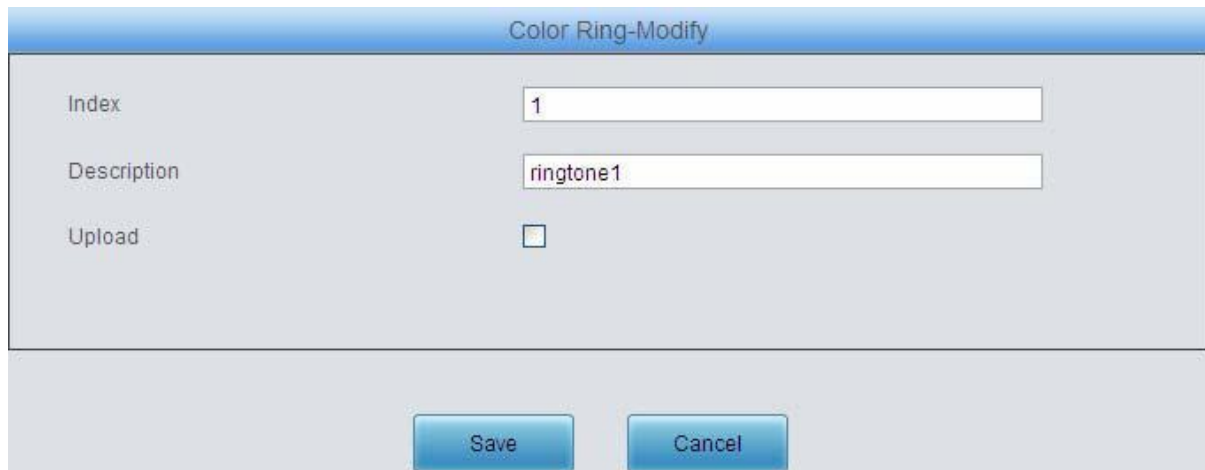 Color Ring-Modify
Index 1
Description ringtone1
Upload
Save Cancel